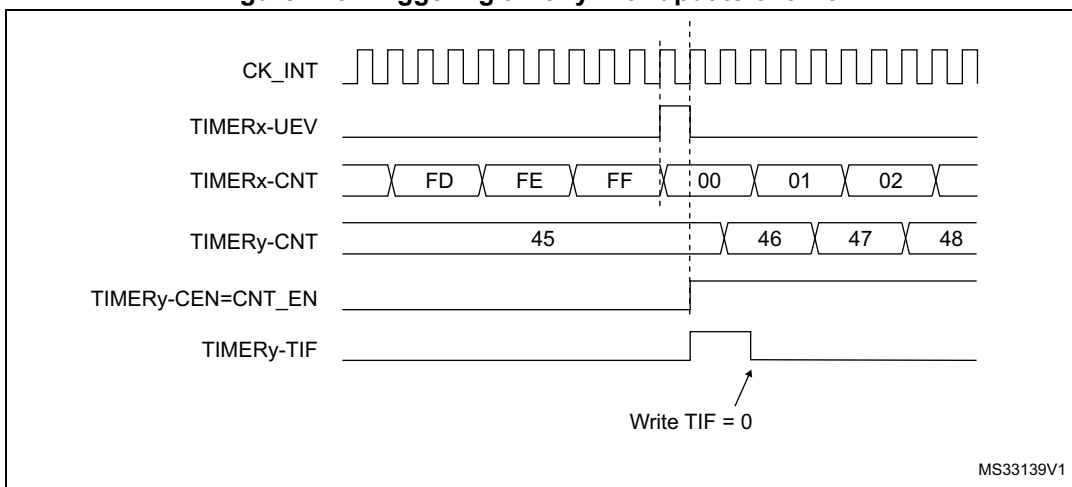 CK_INT
TIMERx-UEV
TIMERx-CNT FD FE FF 00 01 02
TIMERy-CNT 45 46 47 48
TIMERy-CEN=CNT_EN
TIMERy-TIF
Write TIF = 0
MS33139V1